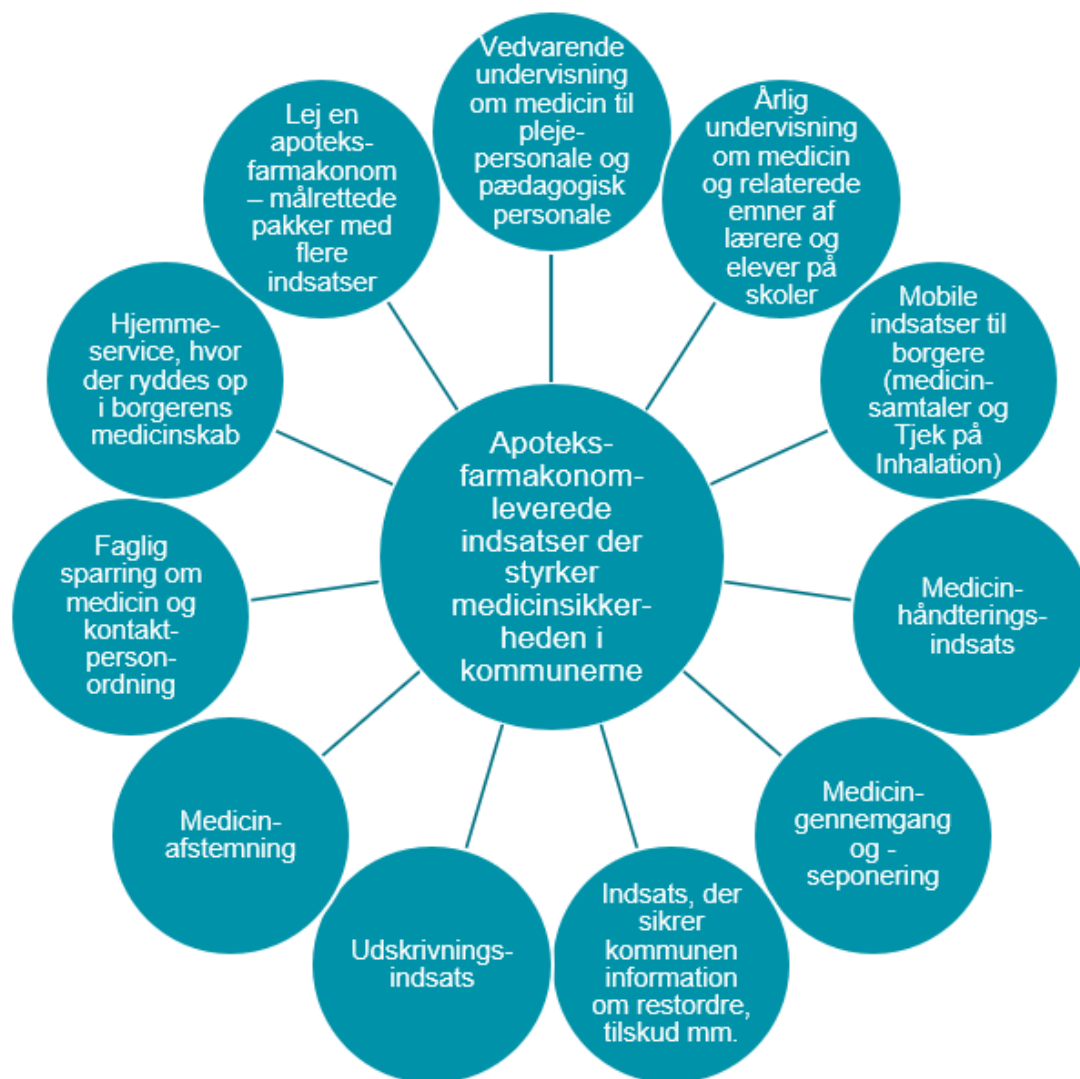 Vedvarende
undervisning
om medicin til
pleje-
personale og
pædagogisk
personale
Årlig
undervisning
om medicin
og relaterede
emner af
lærere og
elever på
skoler
Mobile
indsatser til
borgere
(medicin-
samtaler og
Tjek på
Inhalation)
Medicin-
håndterings-
indsats
Medicin-
gennemgang
og -
seponering
Indsats, der
sikrer
kommunen
information
om restordre,
tilskud mm.
Udskrivnings-
indsats
Medicin-
afstemning
Faglig
sparring om
medicin og
kontakt-
person-
ordning
Hjemme-
service, hvor
der ryddes op
i borgerens
medicinskab
Lej en
apoteks-
farmakonom
– målrettede
pakker med
flere
indsatser
Apoteks-
farmakonom-
leverede
indsatser der
styrker
medicinsikker-
heden i
kommunerne